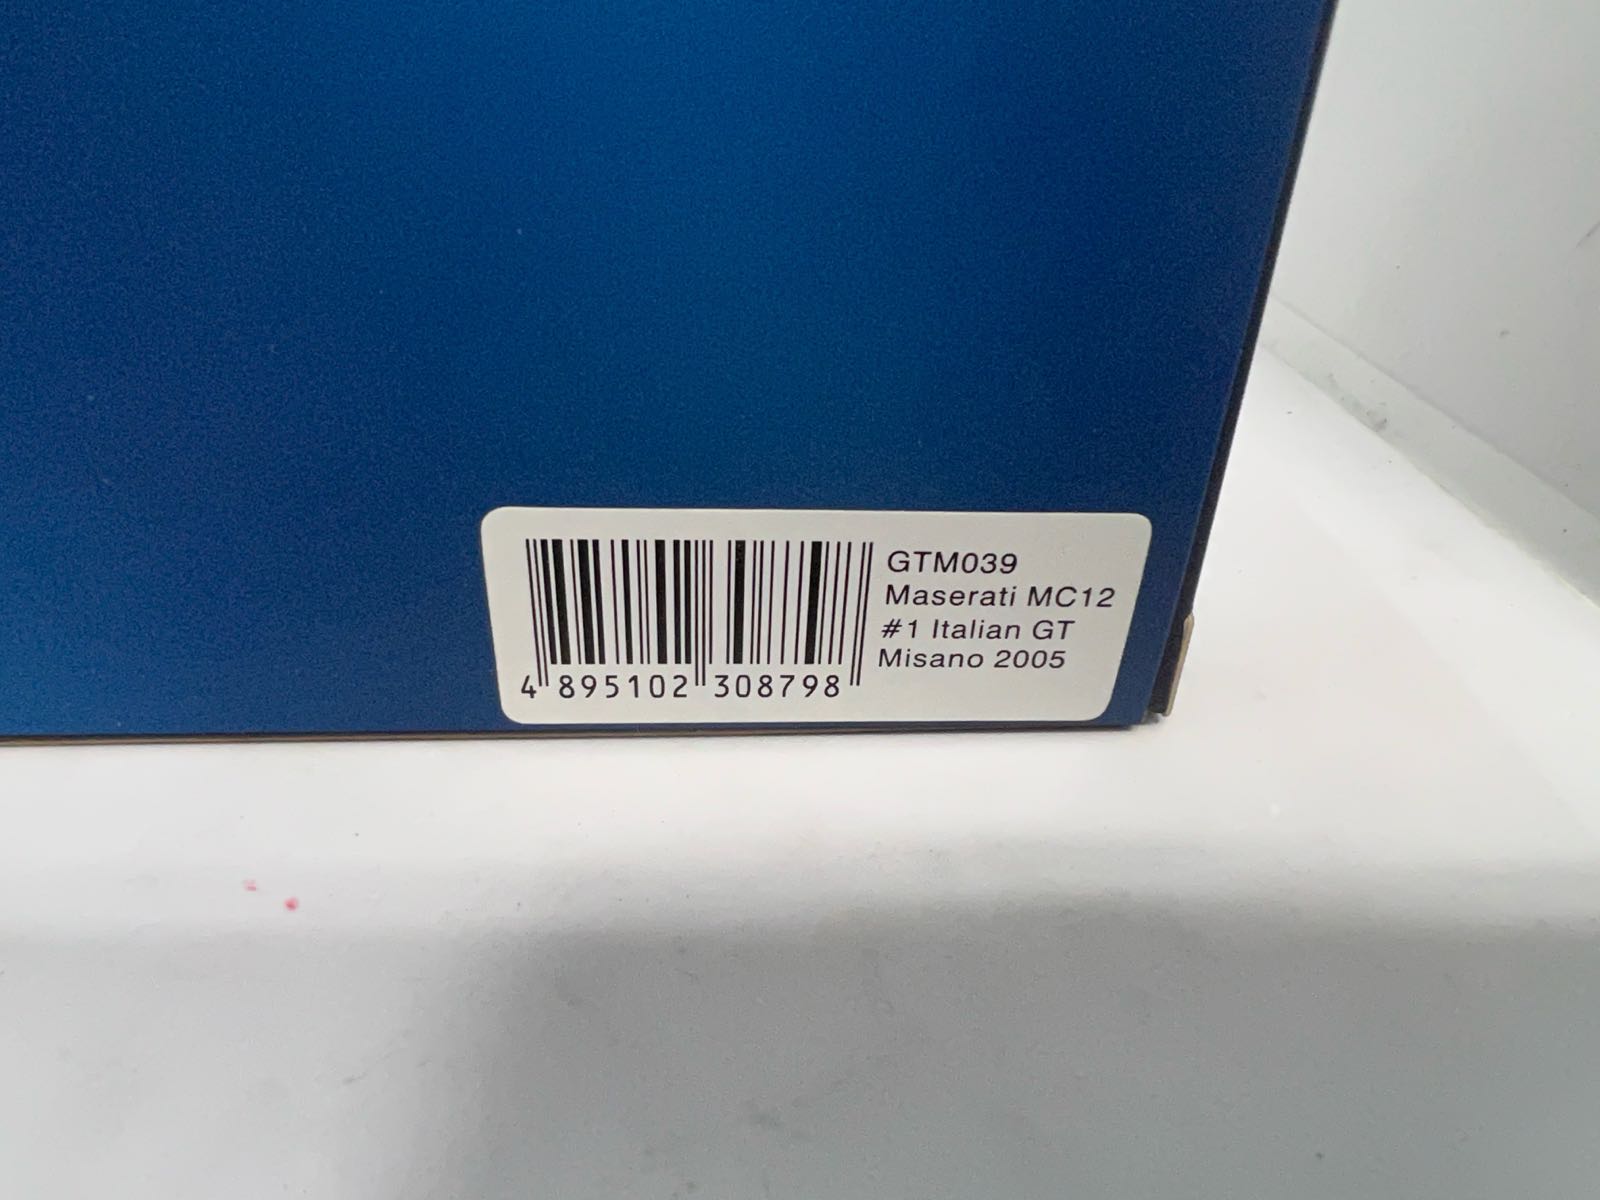 GTM039
Maserati MC12
#1 Italian GT
Misano 2005
4 895102 308798